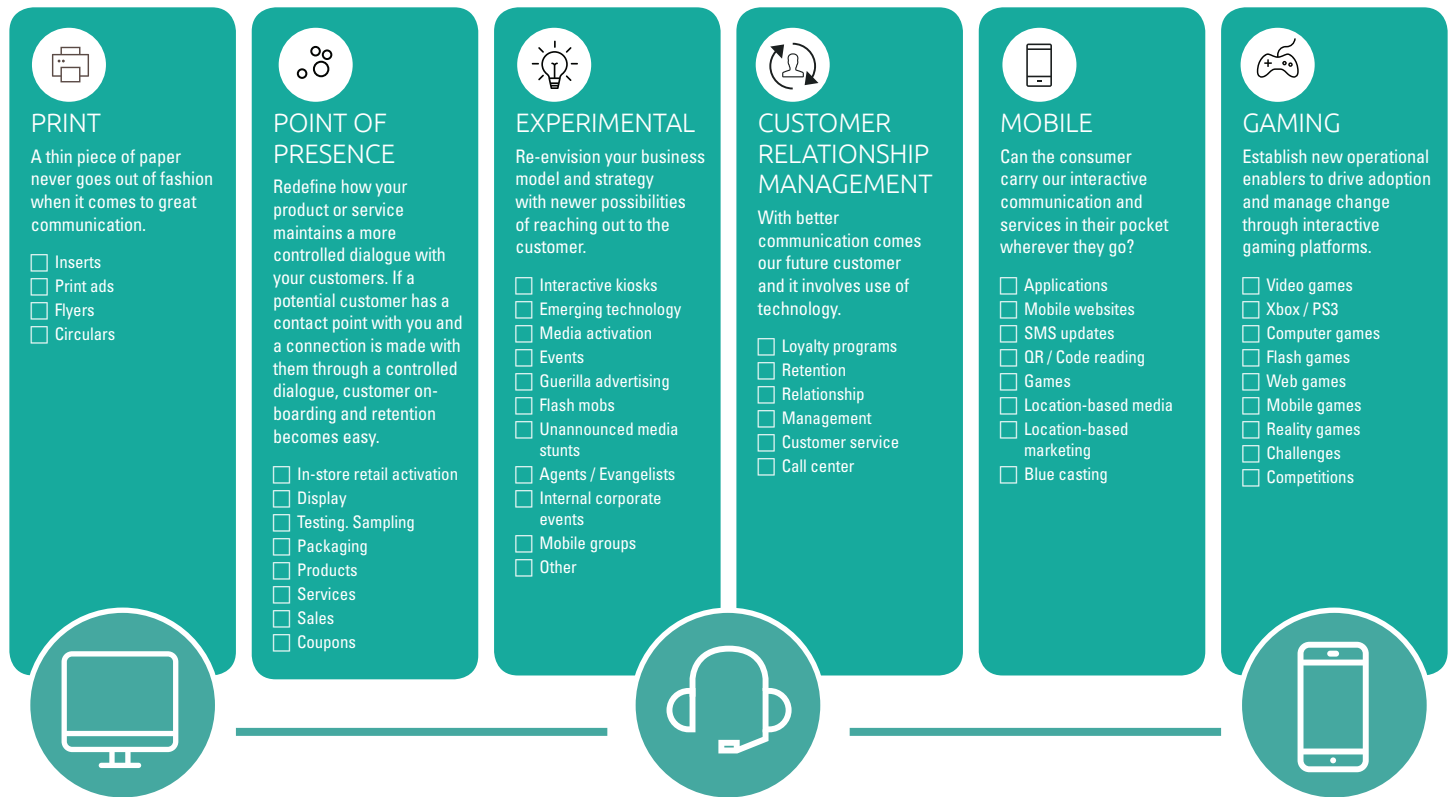 PRINT
A thin piece of paper
never goes out of fashion
when it comes to great
communication.
Inserts
Print ads
Flyers
Circulars
POINT OF
PRESENCE
Redefine how your
product or service
maintains a more
controlled dialogue with
your customers. If a
potential customer has a
contact point with you and
a connection is made with
them through a controlled
dialogue, customer on-
boarding and retention
becomes easy.
In-store retail activation
Display
Testing. Sampling
Packaging
Products
Services
Sales
Coupons
EXPERIMENTAL
Re-envision your business
model and strategy
with newer possibilities
of reaching out to the
customer.
Interactive kiosks
Emerging technology
Media activation
Events
Guerilla advertising
Flash mobs
Unannounced media
stunts
Agents / Evangelists
Internal corporate
events
Mobile groups
Other
CUSTOMER
RELATIONSHIP
MANAGEMENT
With better
communication comes
our future customer
and it involves use of
technology.
Loyalty programs
Retention
Relationship
Management
Customer service
Call center
MOBILE
Can the consumer
carry our interactive
communication and
services in their pocket
wherever they go?
Applications
Mobile websites
SMS updates
QR / Code reading
Games
Location-based media
Location-based
marketing
Blue casting
GAMING
Establish new operational
enablers to drive adoption
and manage change
through interactive
gaming platforms.
Video games
Xbox / PS3
Computer games
Flash games
Web games
Mobile games
Reality games
Challenges
Competitions